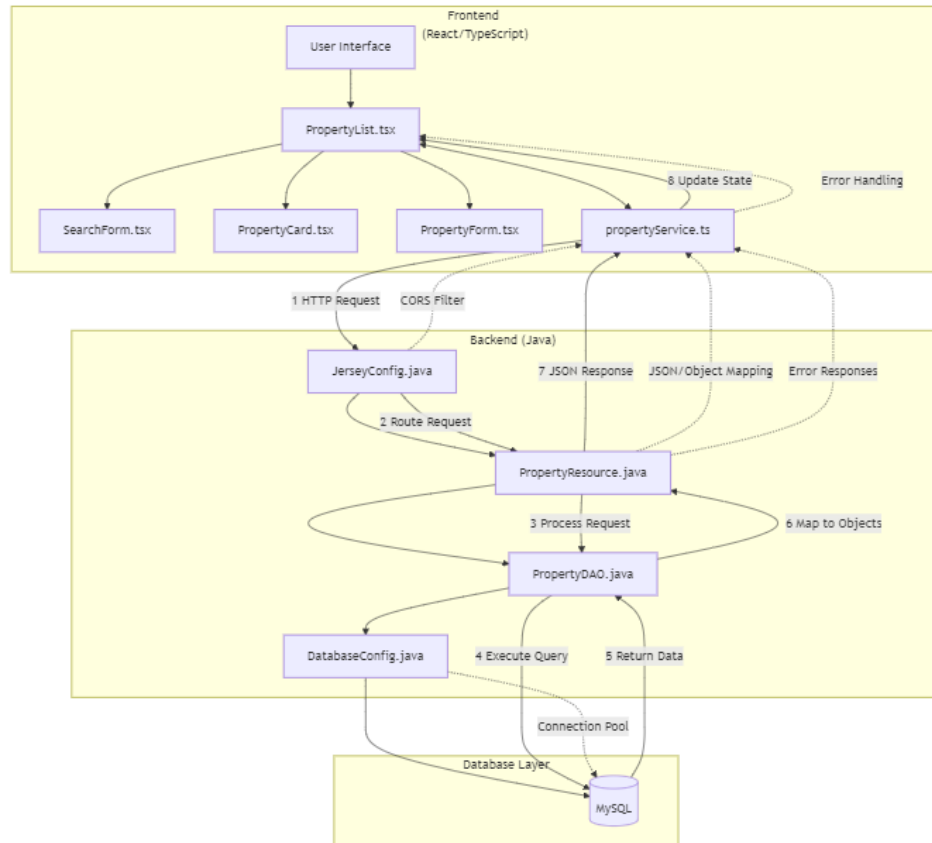 Frontend
(React/TypeScript)
User Interface
PropertyList.tsx
8 Update State
Error Handling
SearchForm.tsx
PropertyCard.tsx
PropertyForm.tsx
propertyService.ts
1 HTTP Request
CORS Filter
Backend (Java)
JerseyConfig.java
7 JSON Response
JSON/Object Mapping
Error Responses
2 Route Request
PropertyResource.java
3 Process Request
6 Map to Objects
PropertyDAO.java
DatabaseConfig.java
4 Execute Query
5 Return Data
Connection Pool
Database Layer
MySQL